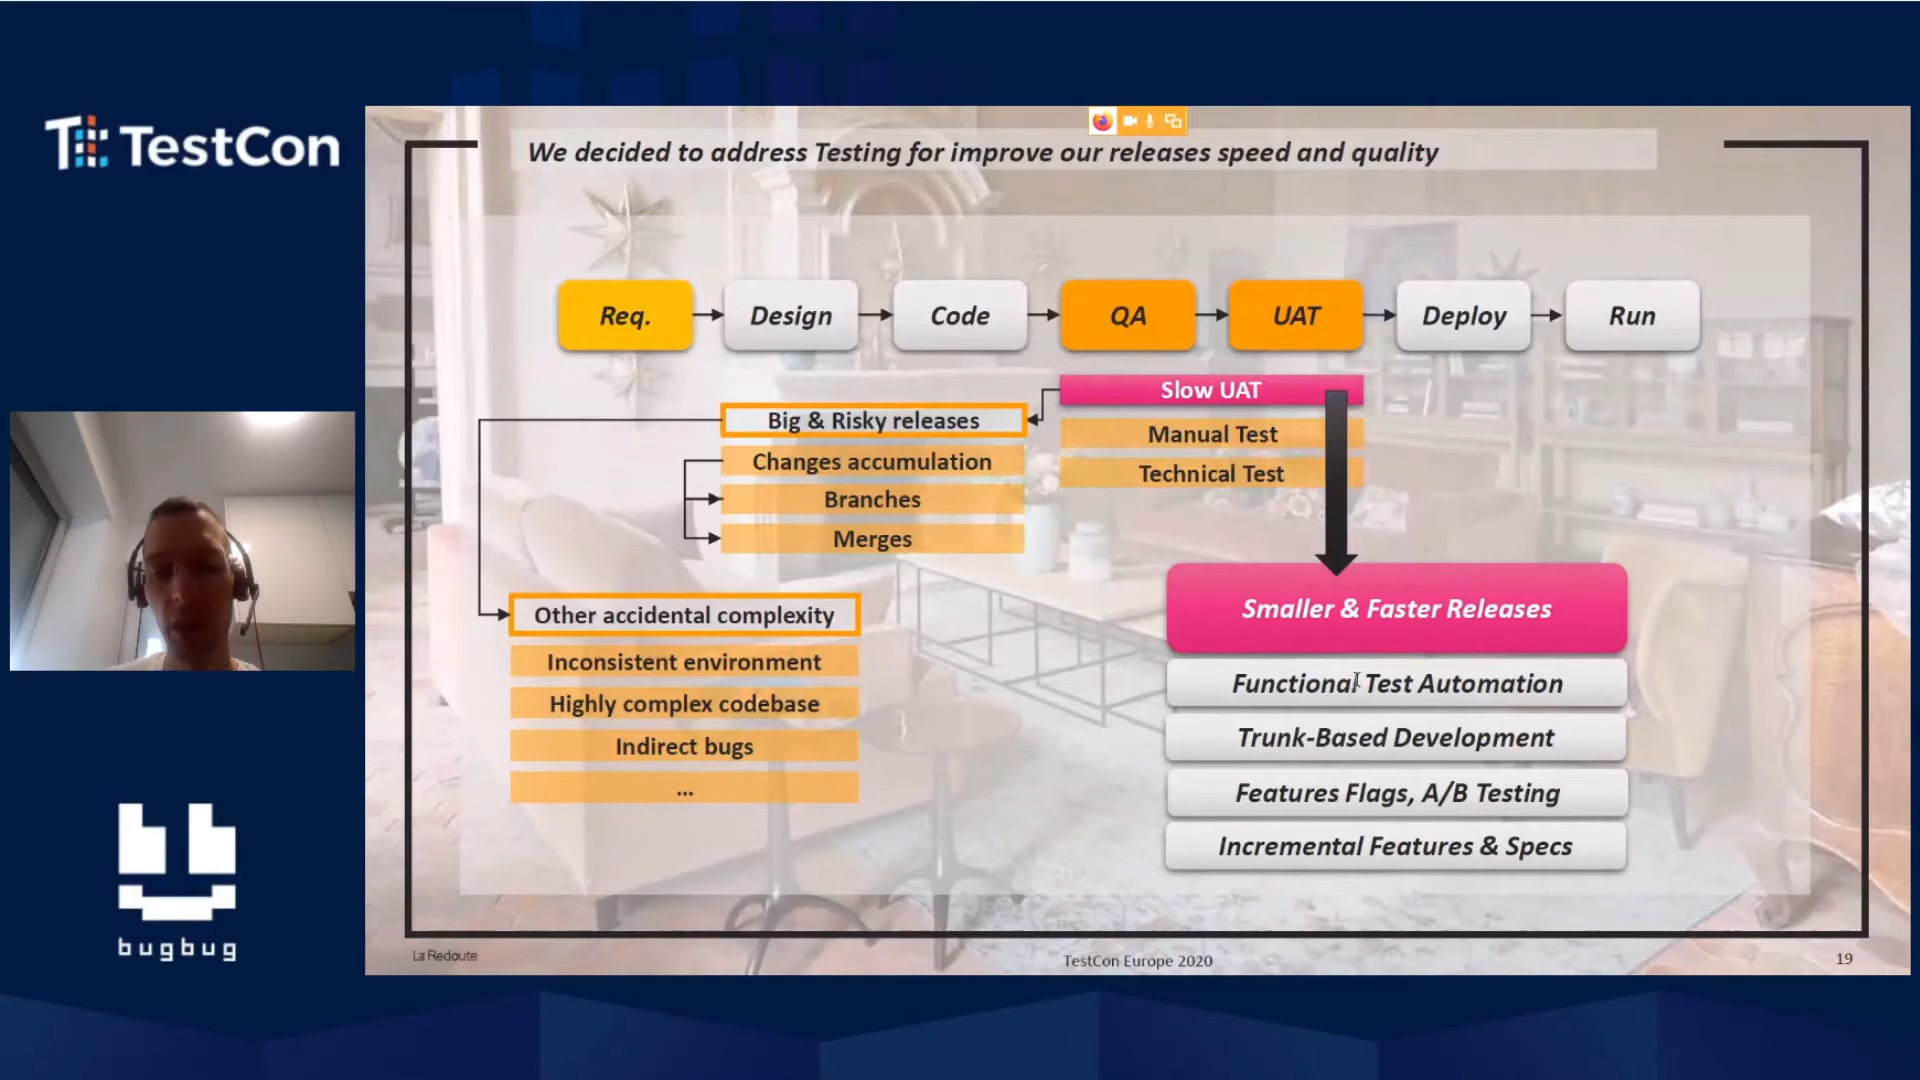 TestCon
We decided to address Testing for improve our releases speed and quality
Req.
Design
Code
QA
UAT
Deploy
Run
Slow UAT
Manual Test
Technical Test
Big & Risky releases
Changes accumulation
Branches
Merges
Other accidental complexity
Inconsistent environment
Highly complex codebase
Indirect bugs
...
Smaller & Faster Releases
Functional Test Automation
Trunk-Based Development
Features Flags, A/B Testing
Incremental Features & Specs
bugbug
La Redoute
TestCon Europe 2020
19